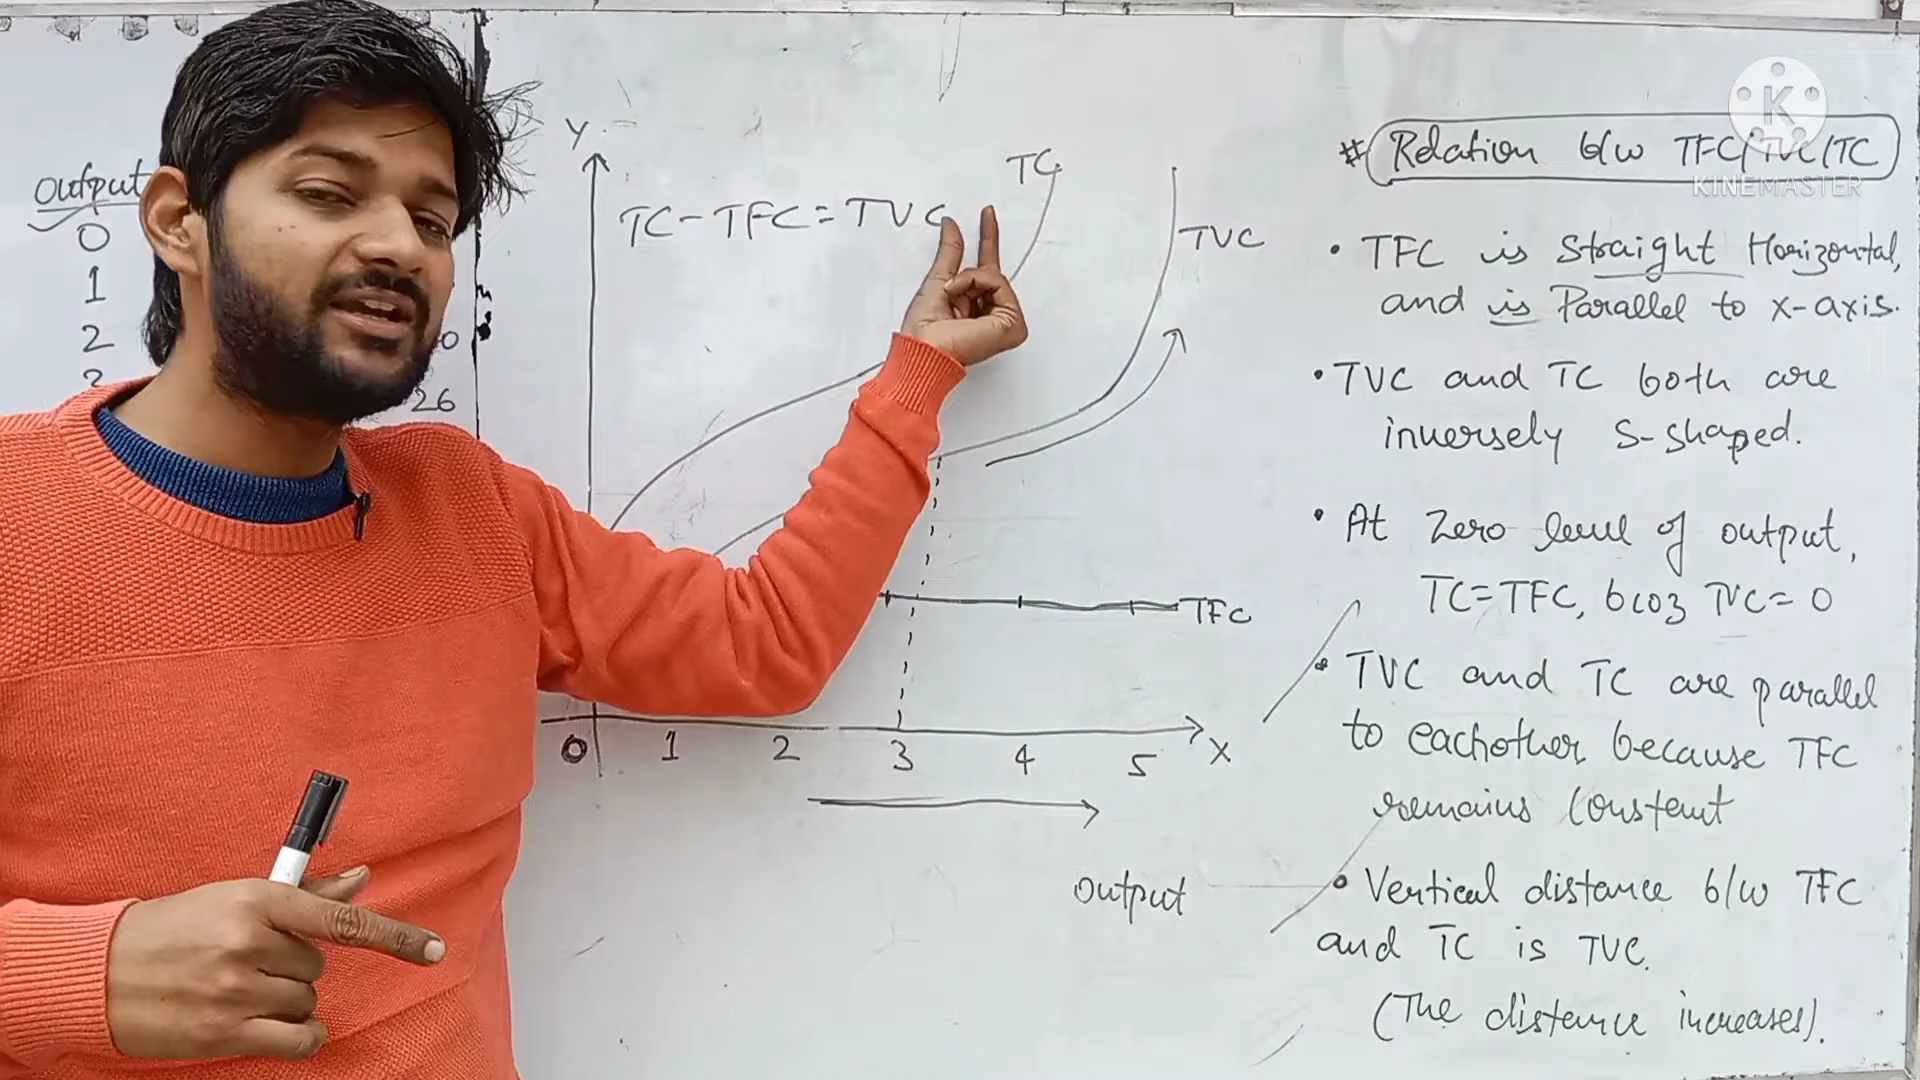 output
0
1
2
26
Y
TC
TC - TFC = TVC
TVC
TFC
0 1 2 3 4 5 X
output
# Relation b/w TFC/TVC/TC
• TFC is Straight Horizontal,
and is Parallel to x-axis.
• TVC and TC both are
inversely S-shaped.
• At Zero level of output,
TC=TFC, bcoz TVC=0
• TVC and TC are parallel
to eachother because TFC
remains Constant
• Vertical distance b/w TFC
and TC is TVC.
(The distance increases).
K
KINEMASTER